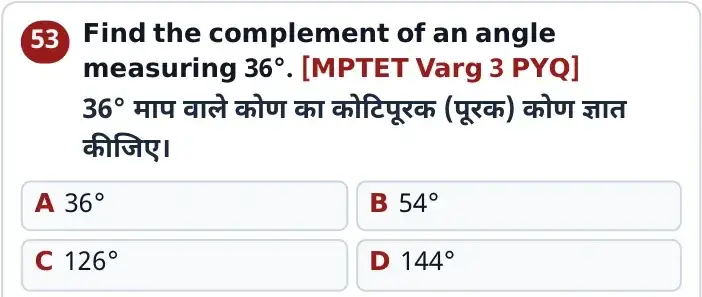 53 Find the complement of an angle
measuring 36°. [MPTET Varg 3 PYQ]
36° माप वाले कोण का कोटिपूरक (पूरक) कोण ज्ञात
कीजिए।
A 36°
B 54°
C 126°
D 144°